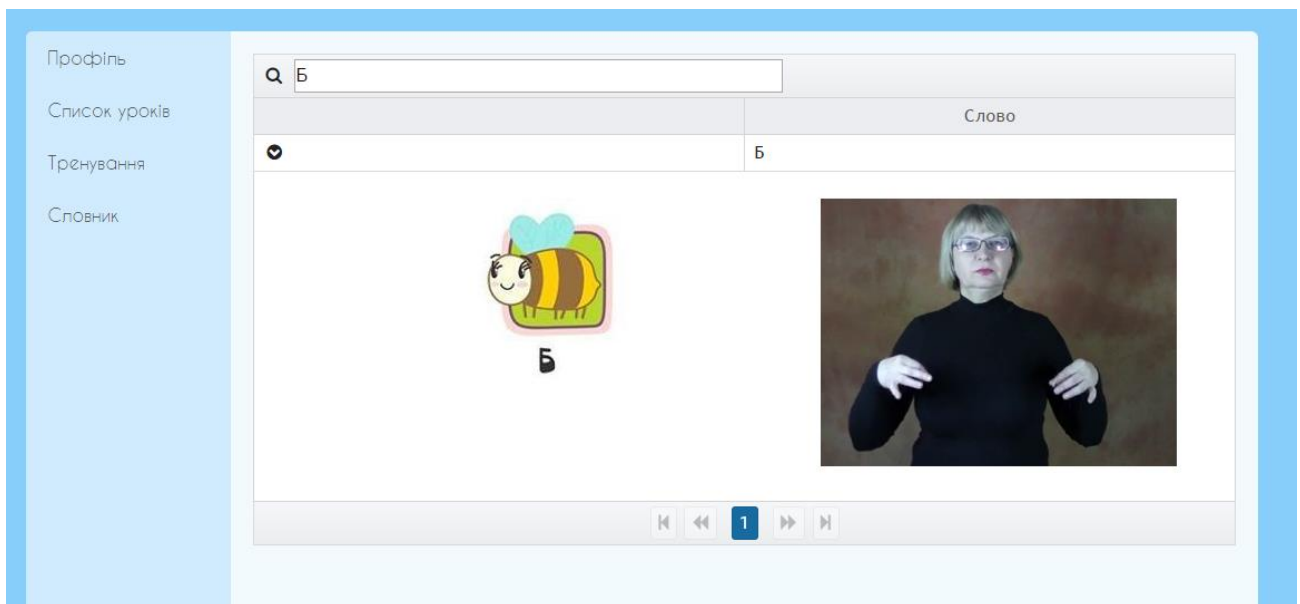 Профіль
Список уроків
Тренування
Словник
Б
Слово
Б
Б
1